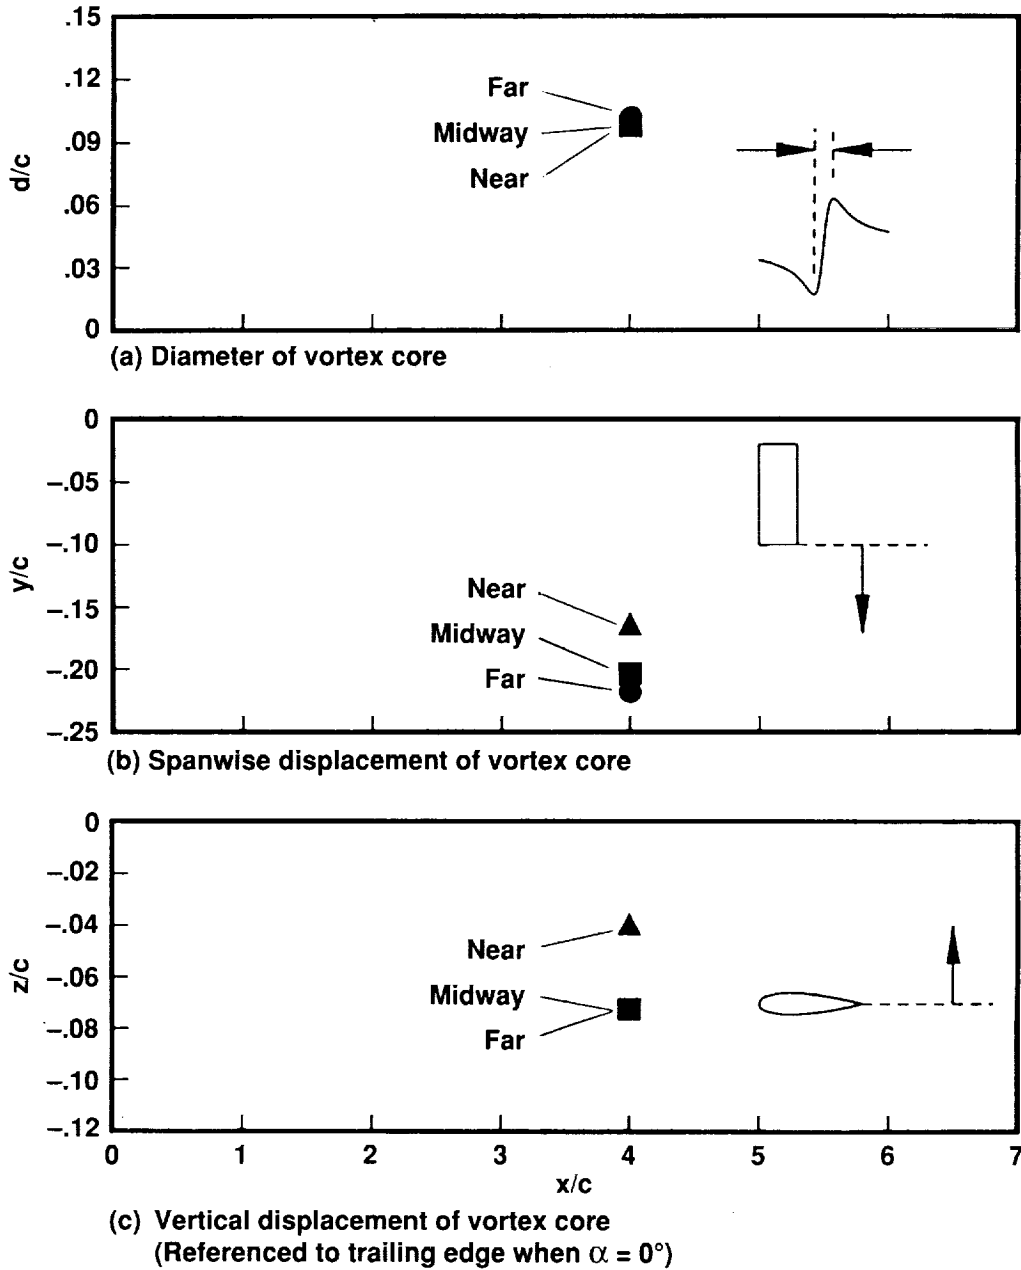 .15
.12
.09
.06
.03
0
d/c
Far
Midway
Near
(a) Diameter of vortex core
0
–.05
–.10
–.15
–.20
–.25
y/c
Near
Midway
Far
(b) Spanwise displacement of vortex core
0
–.02
–.04
–.06
–.08
–.10
–.12
z/c
Near
Midway
Far
0 1 2 3 4 5 6 7
x/c
(c) Vertical displacement of vortex core
(Referenced to trailing edge when α = 0°)